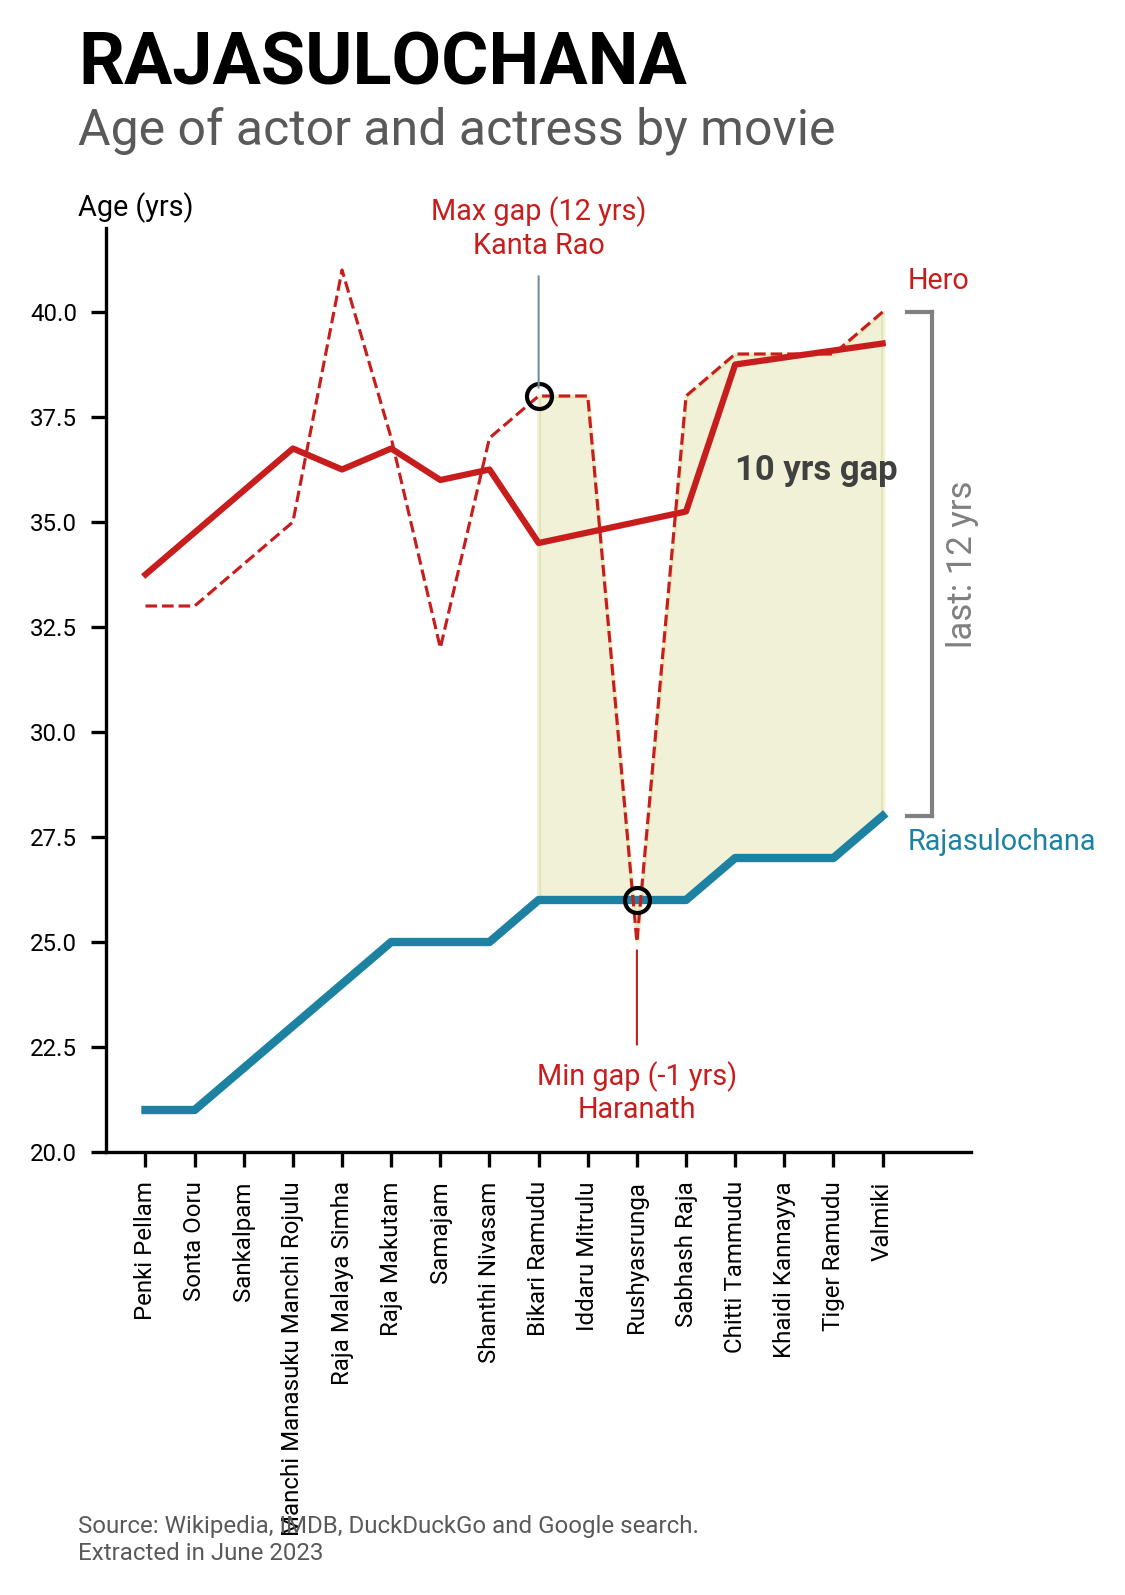 RAJASULOCHANA
Age of actor and actress by movie
Age (yrs)
Max gap (12 yrs)
Kanta Rao
Hero
40.0
37.5
35.0
32.5
30.0
27.5
25.0
22.5
20.0
10 yrs gap
last: 12 yrs
Rajasulochana
Min gap (-1 yrs)
Haranath
Penki Pellam
Sonta Ooru
Sankalpam
Manchi Manasuku Manchi Rojulu
Raja Malaya Simha
Raja Makutam
Samajam
Shanthi Nivasam
Bikari Ramudu
Iddaru Mitrulu
Rushyasrunga
Sabhash Raja
Chitti Tammudu
Khaidi Kannayya
Tiger Ramudu
Valmiki
Source: Wikipedia, IMDB, DuckDuckGo and Google search.
Extracted in June 2023